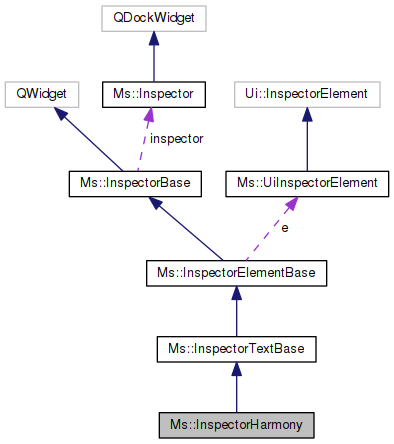 QDockWidget
QWidget
Ms::Inspector
Ui::InspectorElement
inspector
Ms::InspectorBase
Ms::UiInspectorElement
e
Ms::InspectorElementBase
Ms::InspectorTextBase
Ms::InspectorHarmony